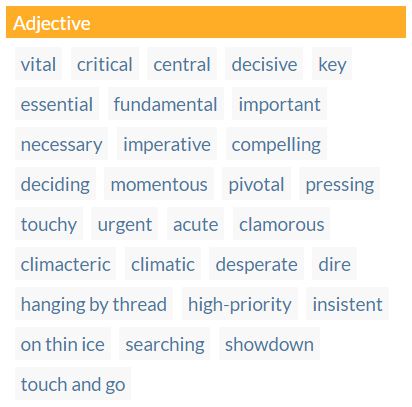 Adjective
vital critical central decisive key
essential fundamental important
necessary imperative compelling
deciding momentous pivotal pressing
touchy urgent acute clamorous
climacteric climatic desperate dire
hanging by thread high-priority insistent
on thin ice searching showdown
touch and go